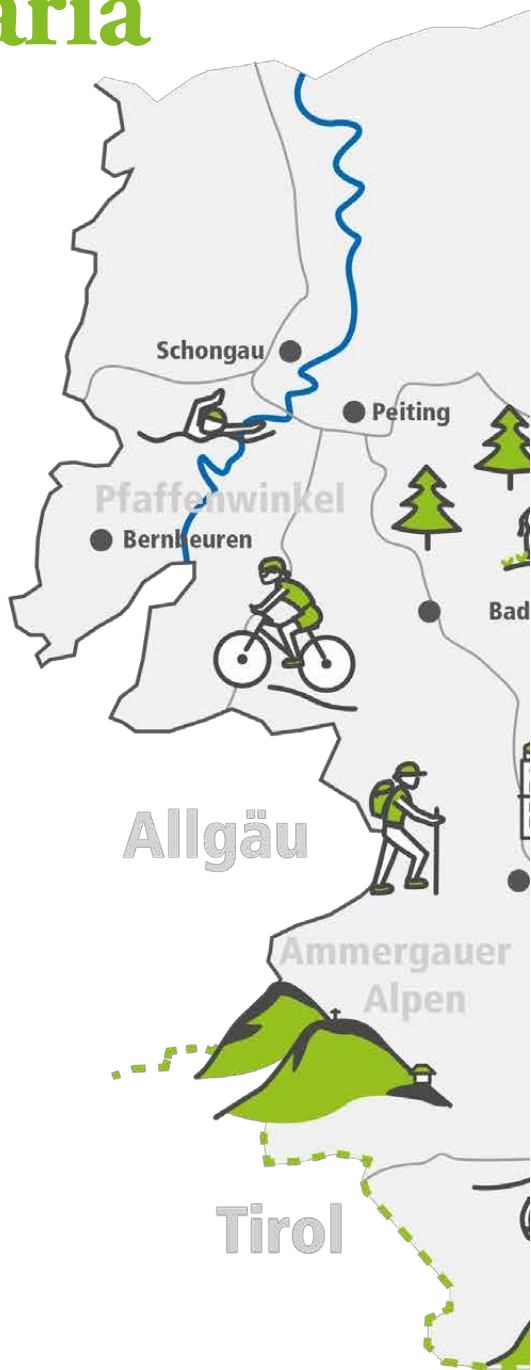 aria
Schongau
Peiting
Pfaffenwinkel
Bernbeuren
Bad
Allgäu
Ammergauer
Alpen
Tirol